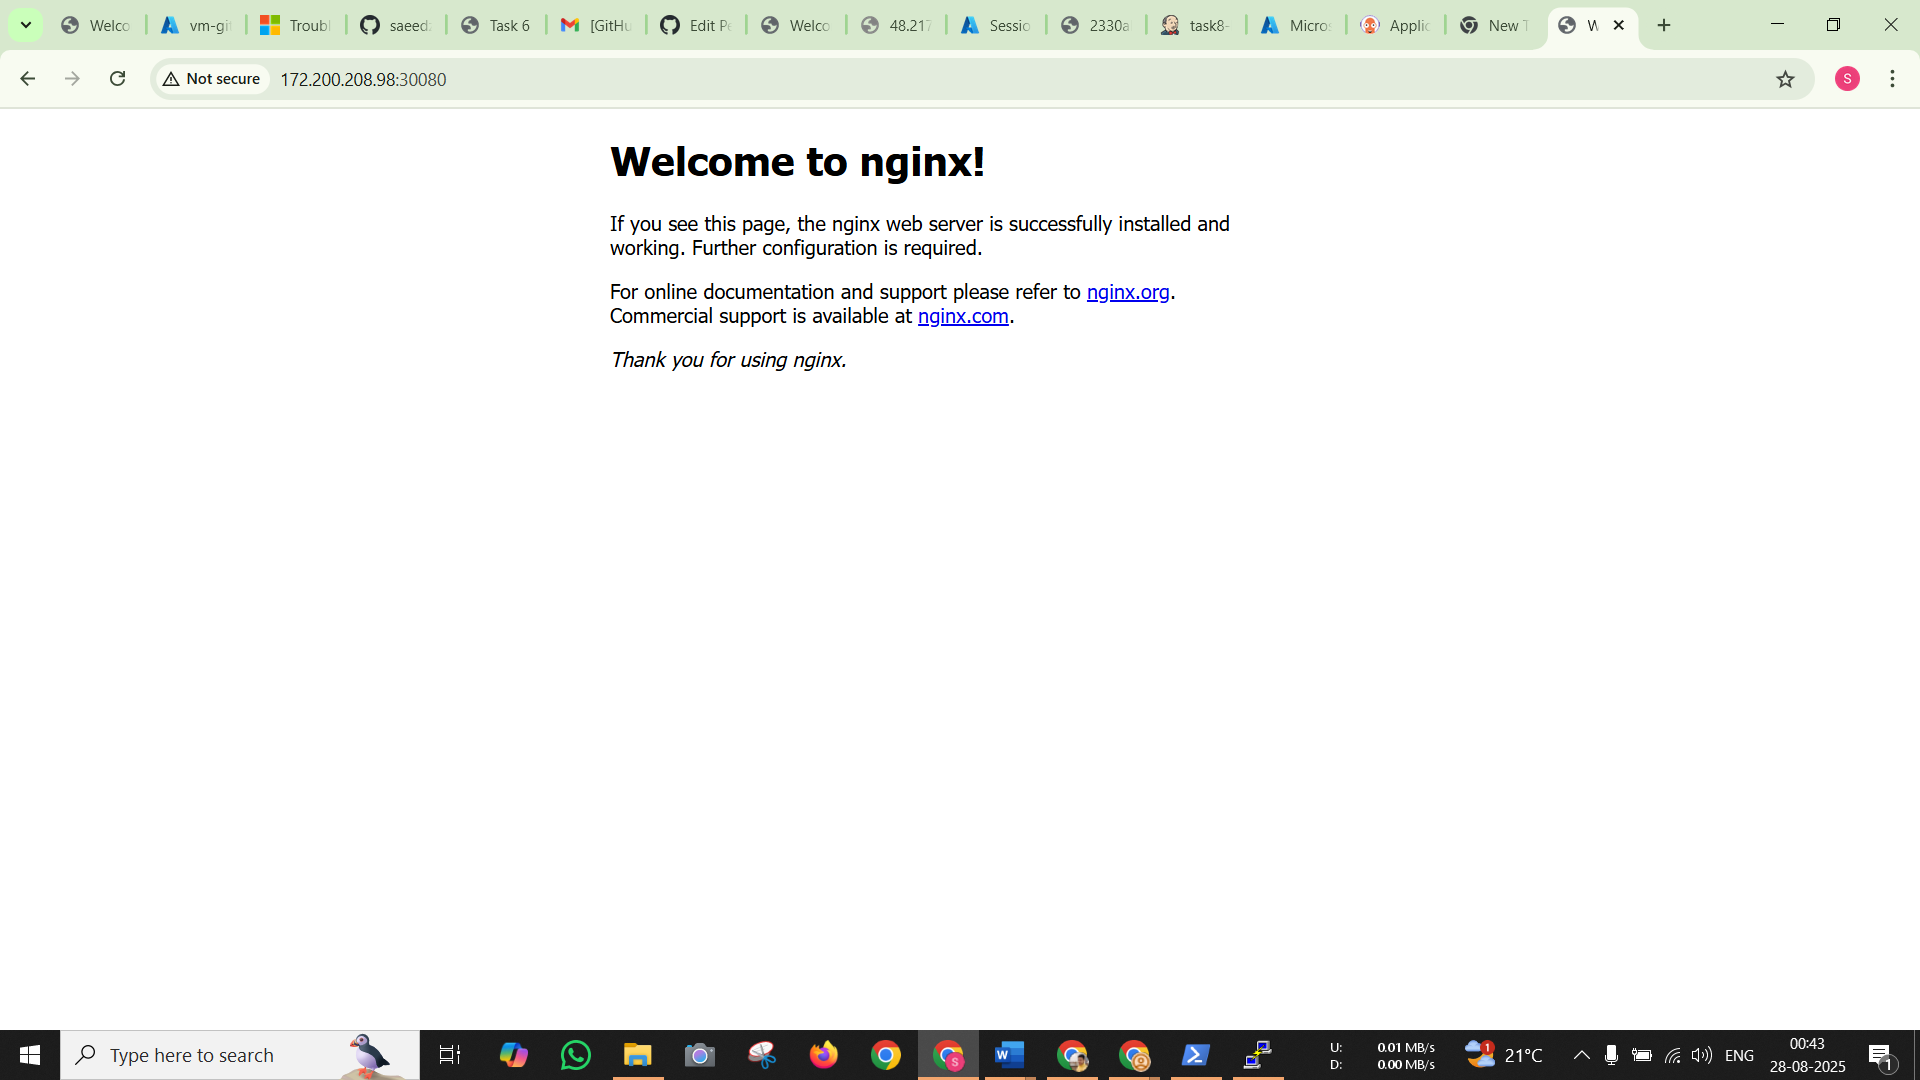 Welco
vm-git
Troubl
saeed
Task 6
[GitHu
Edit Pe
Welco
48.217
Sessio
2330a
task8-
Micros
Applic
New T
W
Not secure
172.200.208.98:30080
S
Welcome to nginx!
If you see this page, the nginx web server is successfully installed and
working. Further configuration is required.
For online documentation and support please refer to nginx.org.
Commercial support is available at nginx.com.
Thank you for using nginx.
Type here to search
U: 0.01 MB/s
D: 0.00 MB/s
1
21°C
ENG
00:43
28-08-2025
1